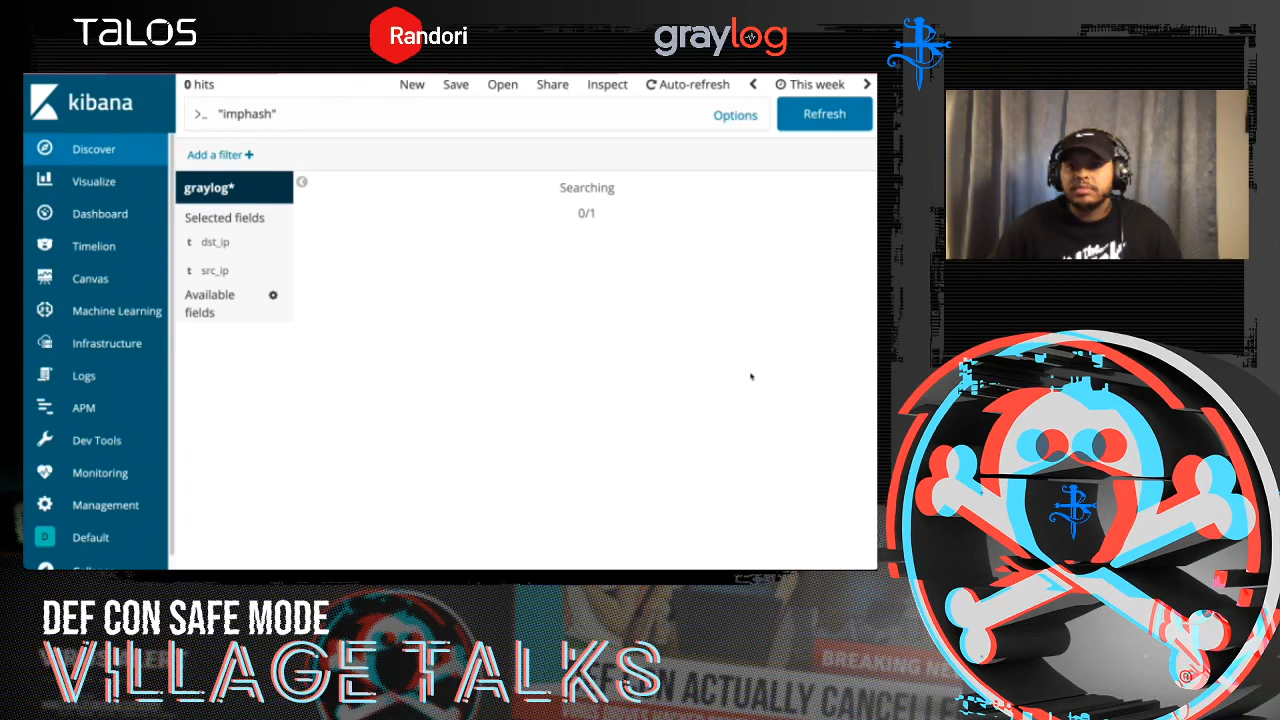 TALOS
Randori
graylog
0 hits
New
Save
Open
Share
Inspect
Auto-refresh
This week
kibana
>_ "imphash"
Options
Refresh
Discover
Add a filter +
Visualize
graylog*
Searching
0/1
Selected fields
Dashboard
t dst_ip
Timelion
t src_ip
Canvas
Available
fields
Machine Learning
Infrastructure
Logs
APM
Dev Tools
Monitoring
Management
D Default
DEF CON SAFE MODE
VILLAGE TALKS
BREAKING NE
EF CON ACTUALLY CANCELLE